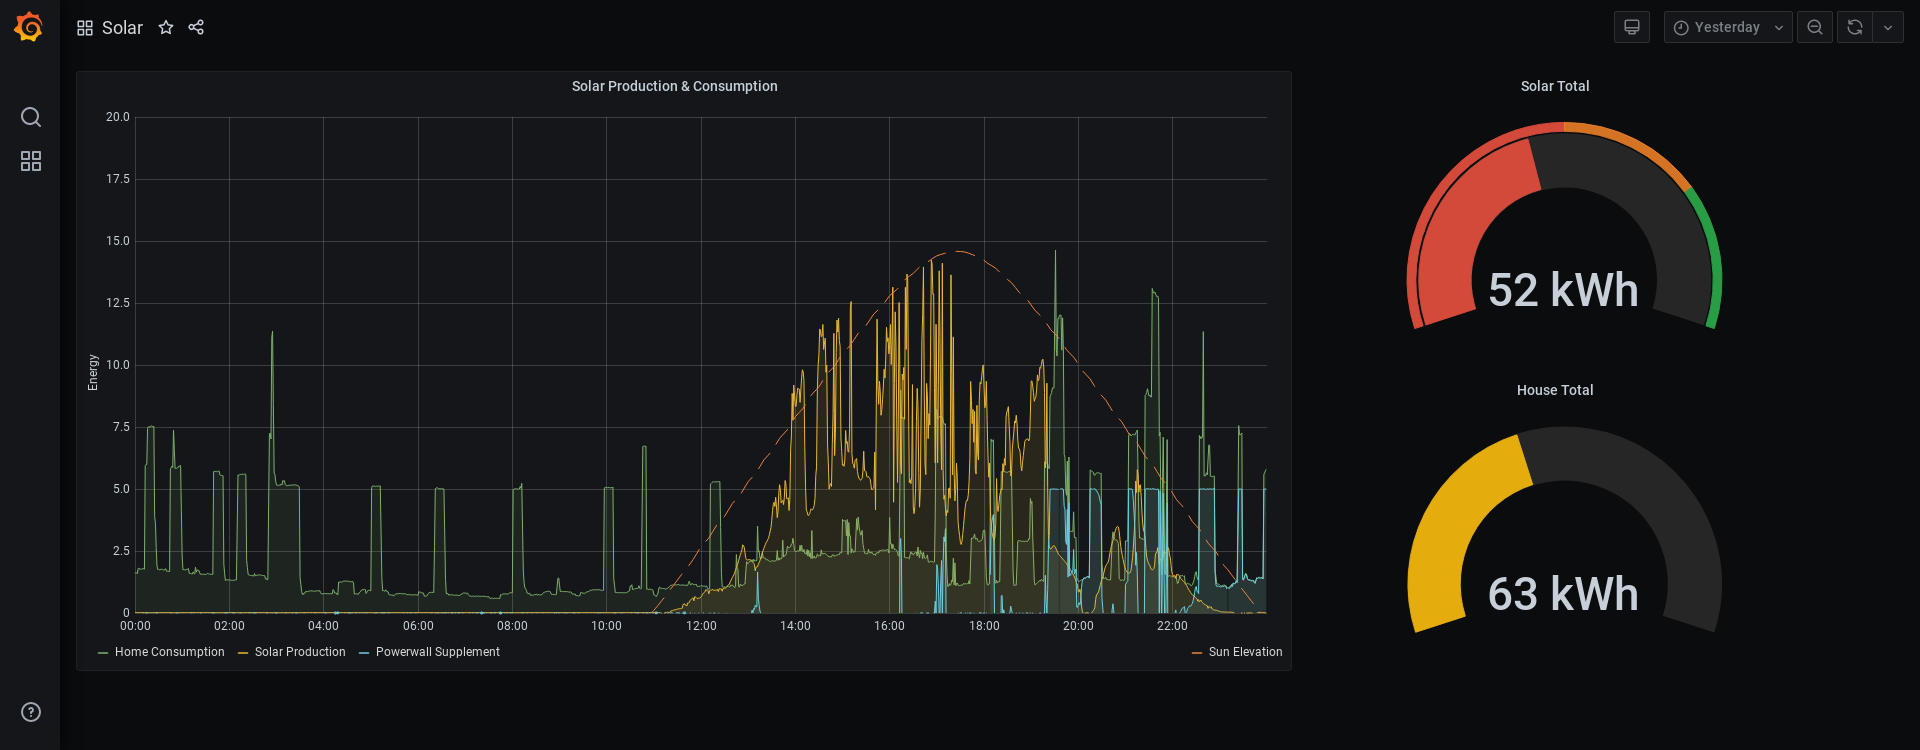 Solar
Yesterday
Solar Production & Consumption
20.0
17.5
15.0
12.5
10.0
7.5
5.0
2.5
0
Energy
00:00 02:00 04:00 06:00 08:00 10:00 12:00 14:00 16:00 18:00 20:00 22:00
Home Consumption Solar Production Powerwall Supplement Sun Elevation
Solar Total
52 kWh
House Total
63 kWh